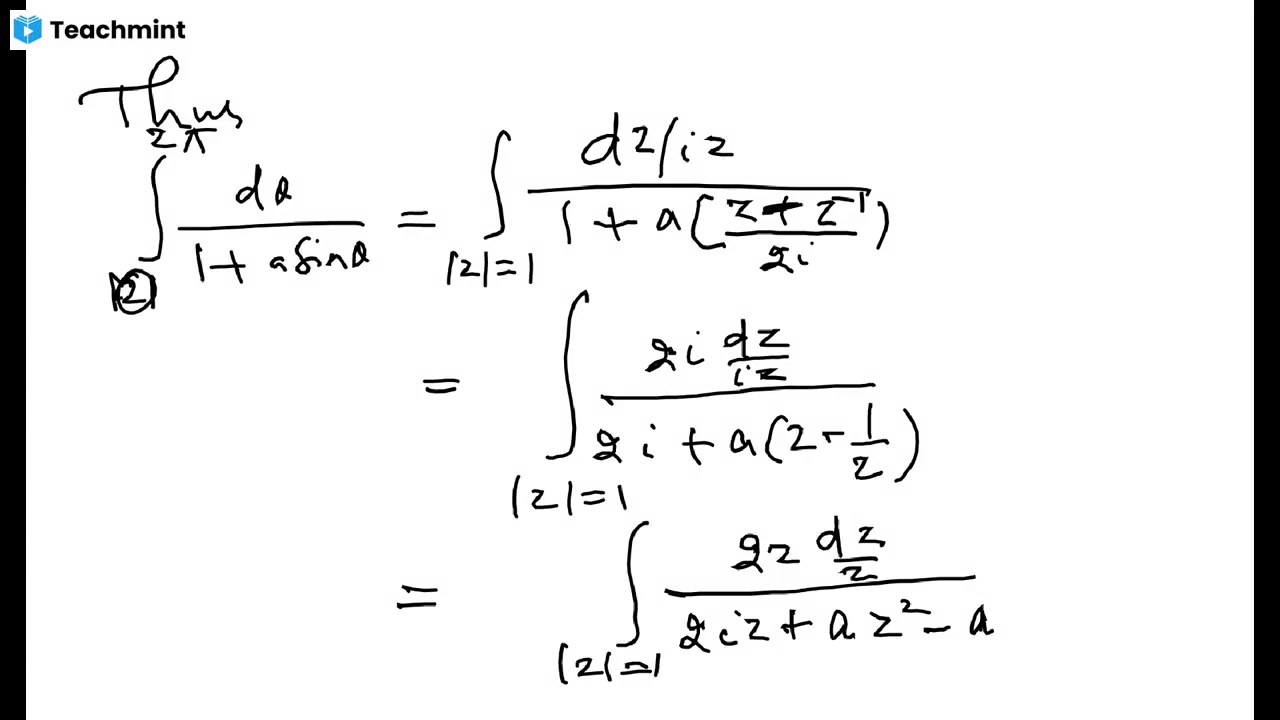 Teachmint
Thus
∫_{|z|}^{2π} dθ / (1 + a sinθ) = ∫_{|z|=1} (dz/iz) / (1 + a[(z - z⁻¹)/2i])
= ∫_{|z|=1} (2i dz/iz) / (2i + a(z - 1/z))
= ∫_{|z|=1} (2z dz/z) / (2iz + az² - a)